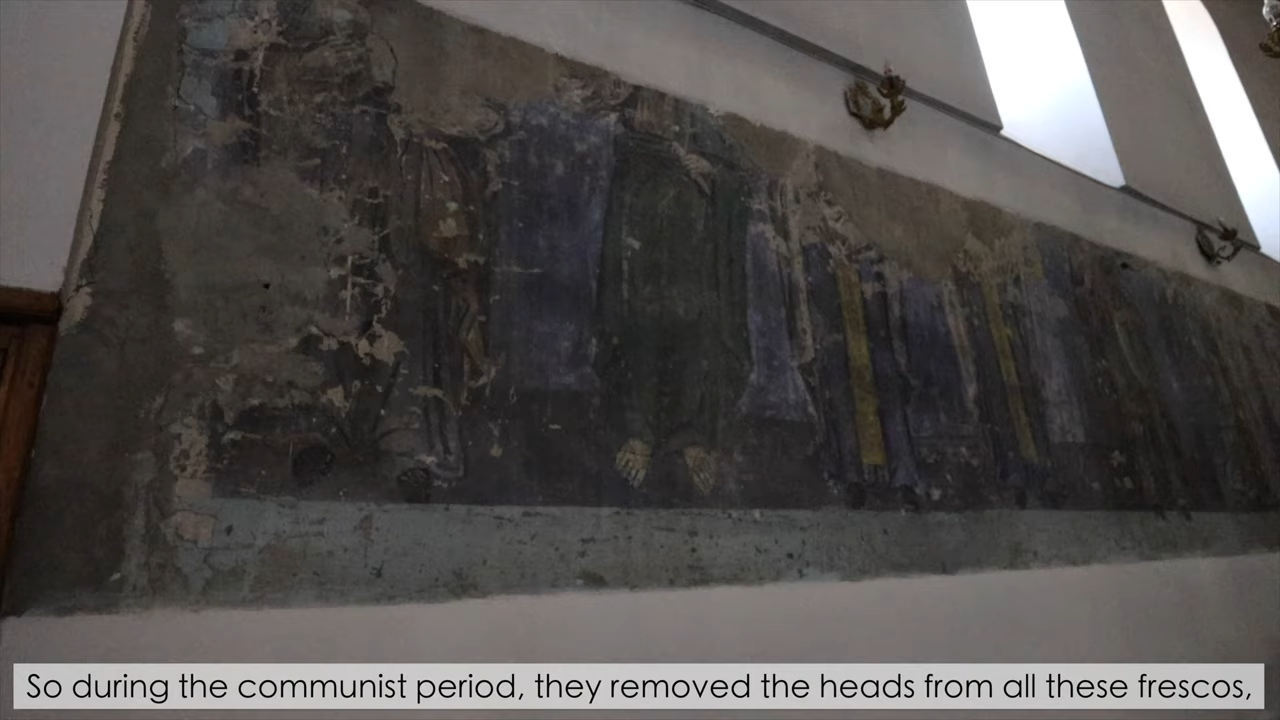 So during the communist period, they removed the heads from all these frescos,